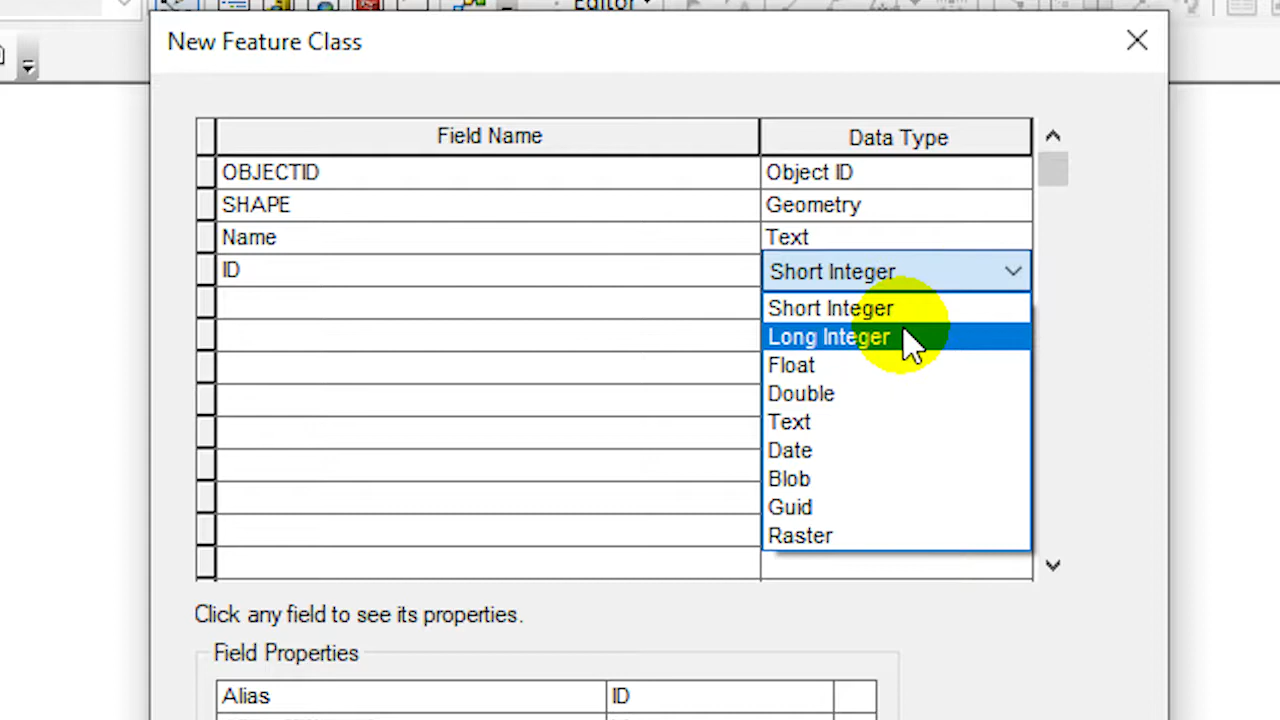 Editor
New Feature Class
Field Name Data Type
OBJECTID Object ID
SHAPE Geometry
Name Text
ID Short Integer
Short Integer
Long Integer
Float
Double
Text
Date
Blob
Guid
Raster
Click any field to see its properties.
Field Properties
Alias ID